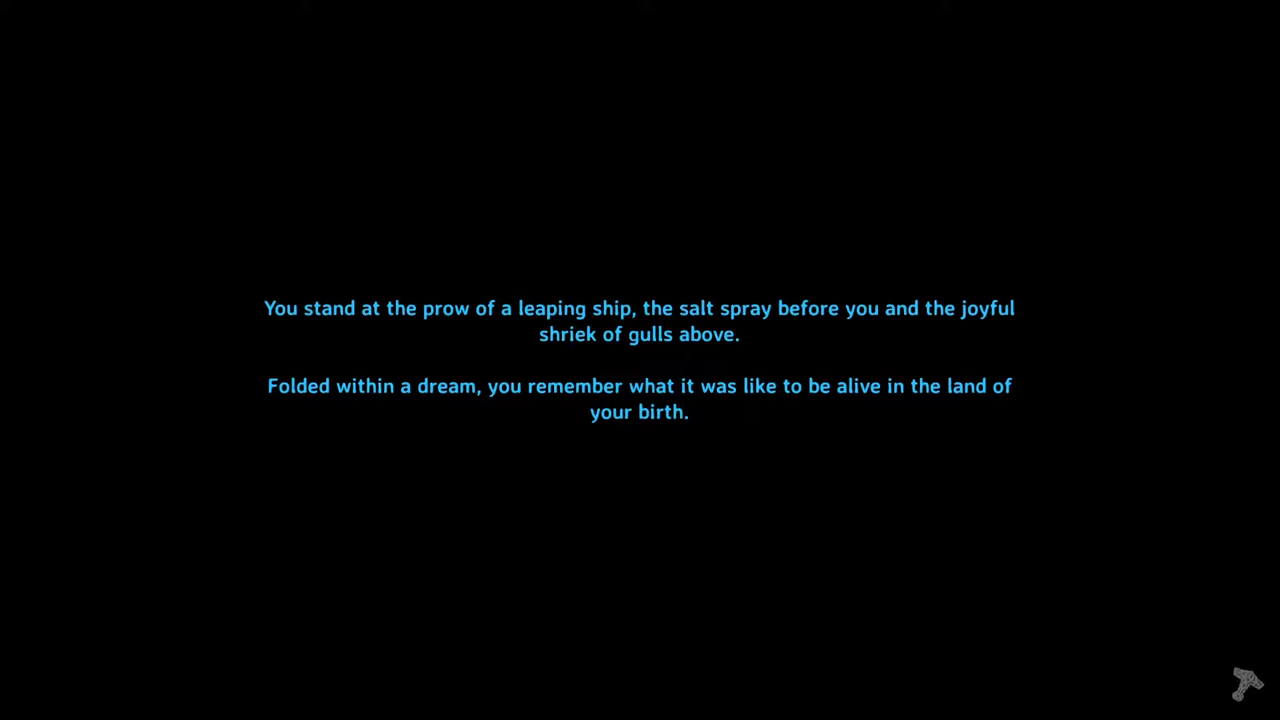 You stand at the prow of a leaping ship, the salt spray before you and the joyful
shriek of gulls above.
Folded within a dream, you remember what it was like to be alive in the land of
your birth.